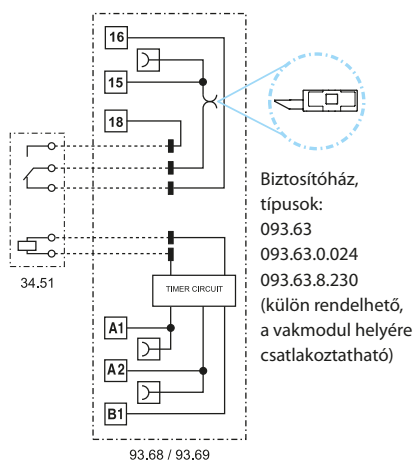 16
15
18
34.51
TIMER CIRCUIT
A1
A2
B1
93.68 / 93.69
Biztosítóház,
típusok:
093.63
093.63.0.024
093.63.8.230
(külön rendelhető,
a vakmodul helyére
csatlakoztatható)